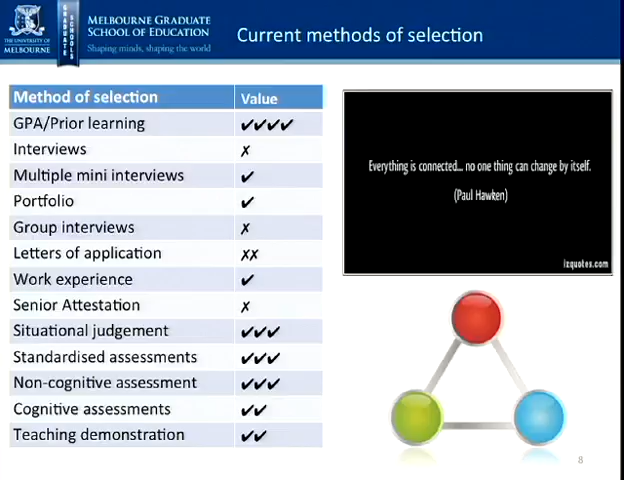 THE UNIVERSITY OF
MELBOURNE
GRADUATE
SCHOOLS
MELBOURNE GRADUATE
SCHOOL OF EDUCATION
Shaping minds, shaping the world
Current methods of selection
Method of selection Value
GPA/Prior learning ✔✔✔✔
Interviews ✗
Multiple mini interviews ✔
Portfolio ✔
Group interviews ✗
Letters of application ✗✗
Work experience ✔
Senior Attestation ✗
Situational judgement ✔✔✔
Standardised assessments ✔✔✔
Non-cognitive assessment ✔✔✔
Cognitive assessments ✔✔
Teaching demonstration ✔✔
Everything is connected... no one thing can change by itself.
(Paul Hawken)
izquotes.com
8